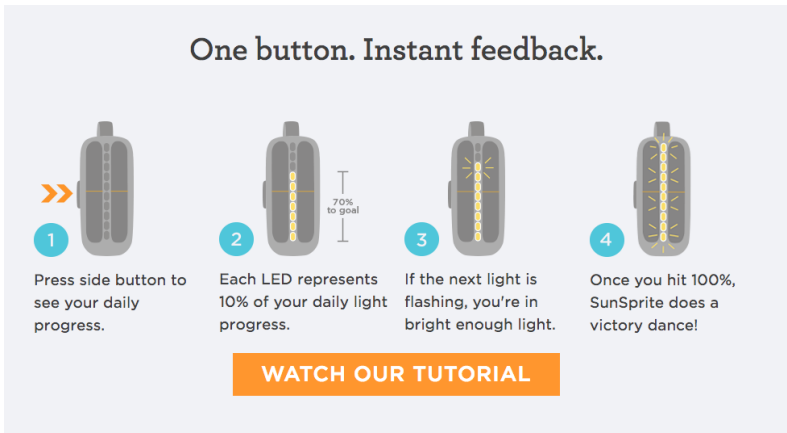 One button. Instant feedback.
70%
to goal
1
Press side button to
see your daily
progress.
2
Each LED represents
10% of your daily light
progress.
3
If the next light is
flashing, you're in
bright enough light.
4
Once you hit 100%,
SunSprite does a
victory dance!
WATCH OUR TUTORIAL